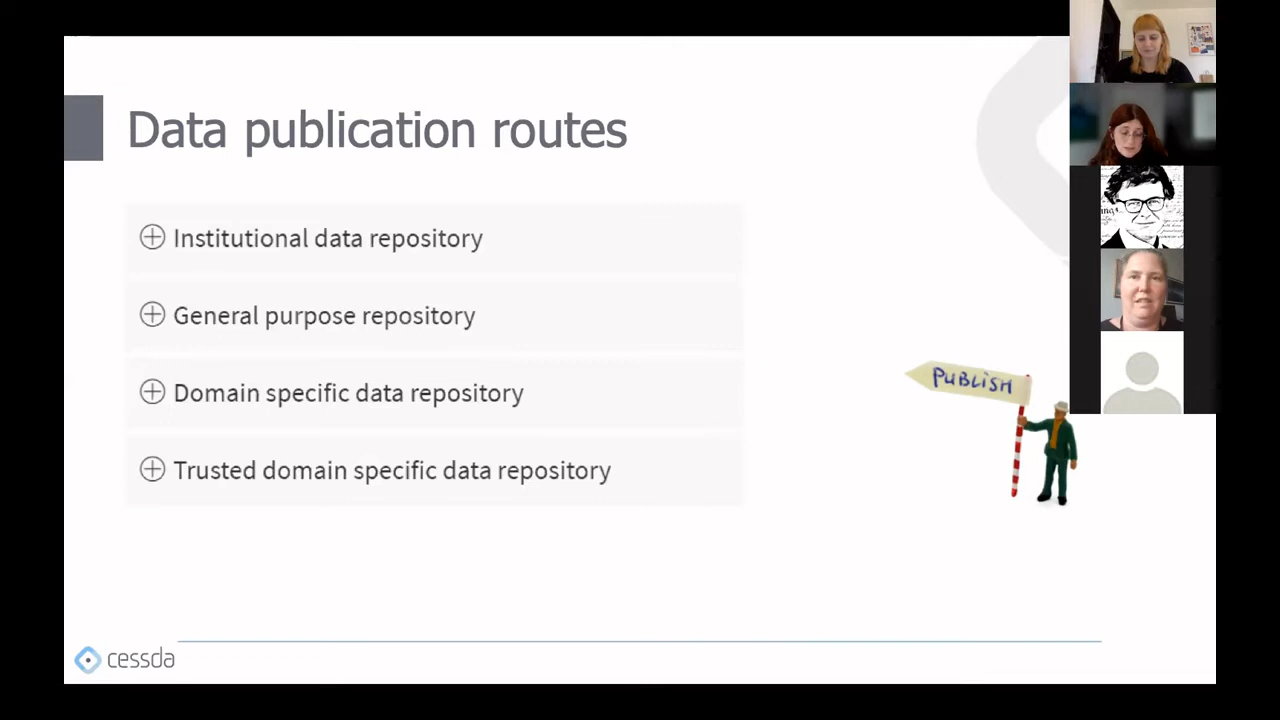 Data publication routes
Institutional data repository
General purpose repository
Domain specific data repository
Trusted domain specific data repository
PUBLISH
cessda